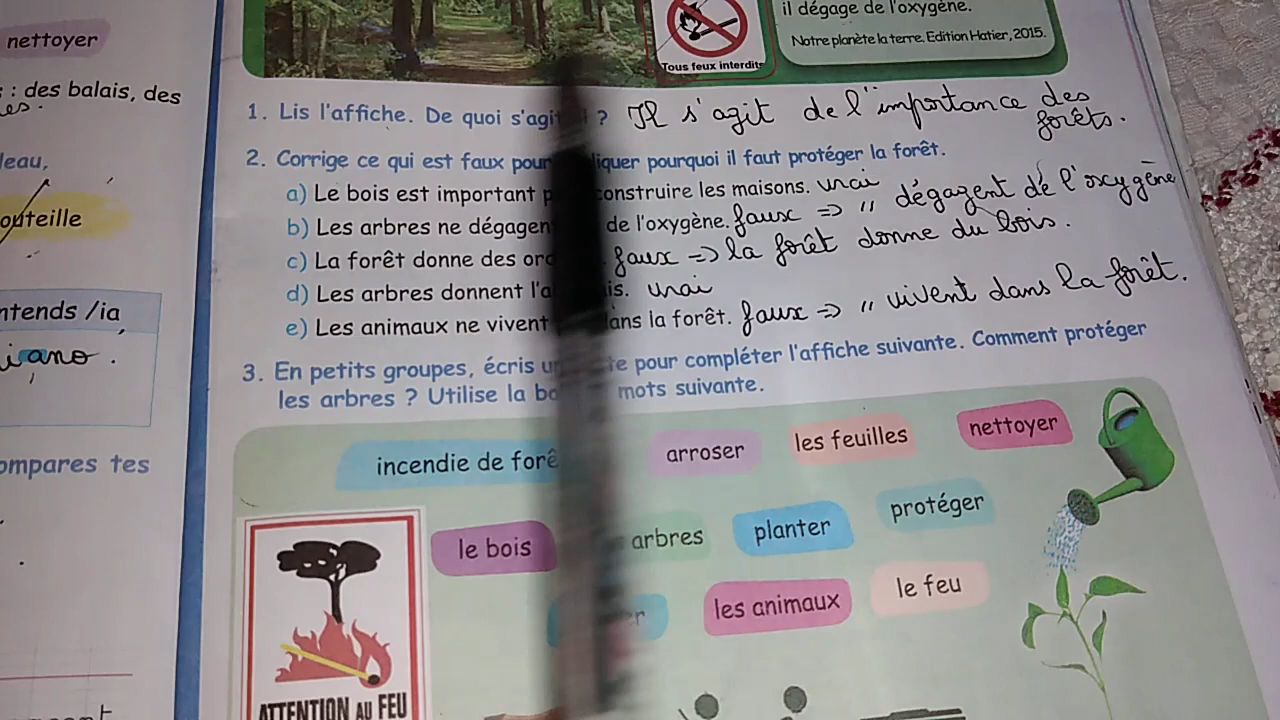 nettoyer
: des balais, des
leau,
outeille
ntends /ia
iano.
ompares tes
il dégage de l'oxygène.
Notre planète la terre. Edition Hatier, 2015.
Tous feux interdits
1. Lis l'affiche. De quoi s'agit ? Il s'agit de l'importance des
forêts.
2. Corrige ce qui est faux pour pourquoi il faut protéger la forêt.
a) Le bois est important construire les maisons. vrai
b) Les arbres ne dégagent de l'oxygène. faux => " dégagent de l'oxygène
c) La forêt donne des faux => la forêt donne du bois.
d) Les arbres donnent vrai
e) Les animaux ne vivent dans la forêt. faux => " vivent dans la forêt.
3. En petits groupes, écris pour compléter l'affiche suivante. Comment protéger
les arbres ? Utilise la mots suivante.
incendie de forê
arroser
les feuilles
nettoyer
le bois
arbres
planter
protéger
les animaux
le feu
ATTENTION AU FEU